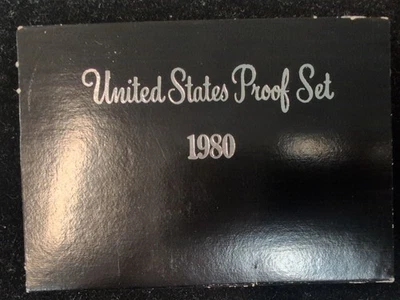 United States Proof Set
1980